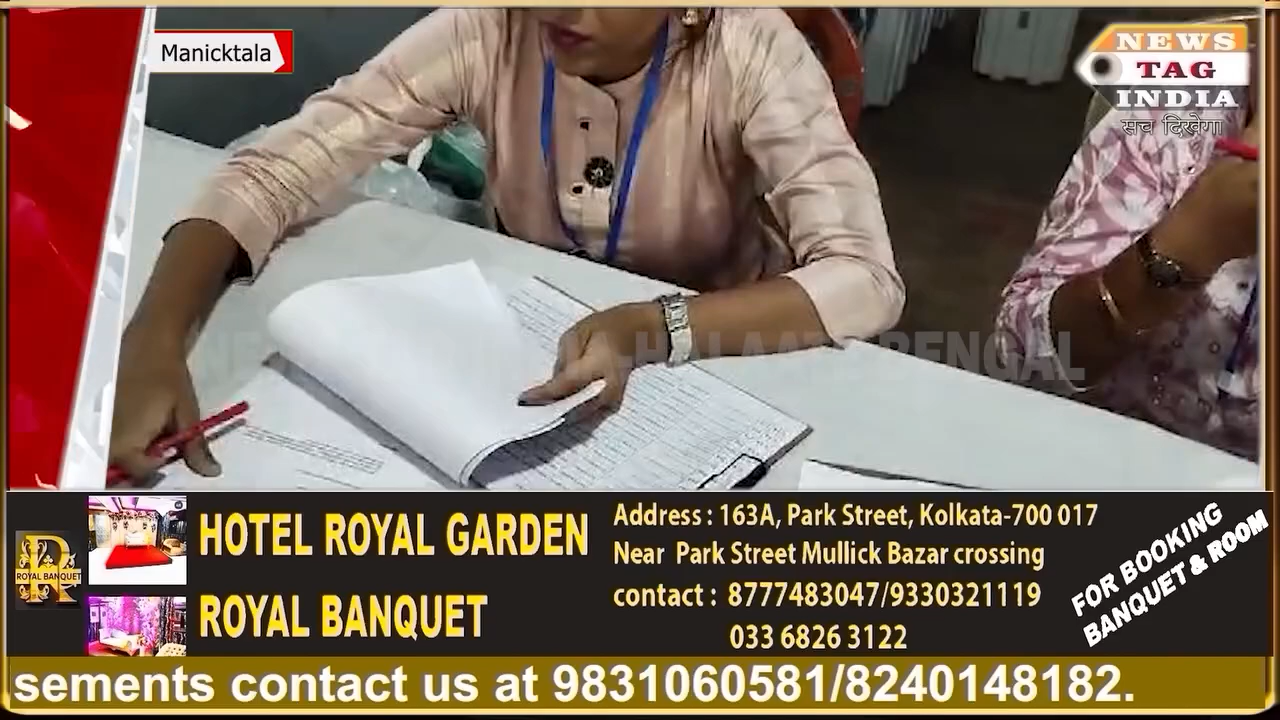 Manicktala
NEWS
TAG
INDIA
सच दिखेगा
HALAAT-E-BENGAL
HOTEL ROYAL GARDEN
ROYAL BANQUET
ROYAL BANQUET
Address : 163A, Park Street, Kolkata-700 017
Near Park Street Mullick Bazar crossing
contact : 8777483047/9330321119
033 6826 3122
FOR BOOKING
BANQUET & ROOM
sements contact us at 9831060581/8240148182.